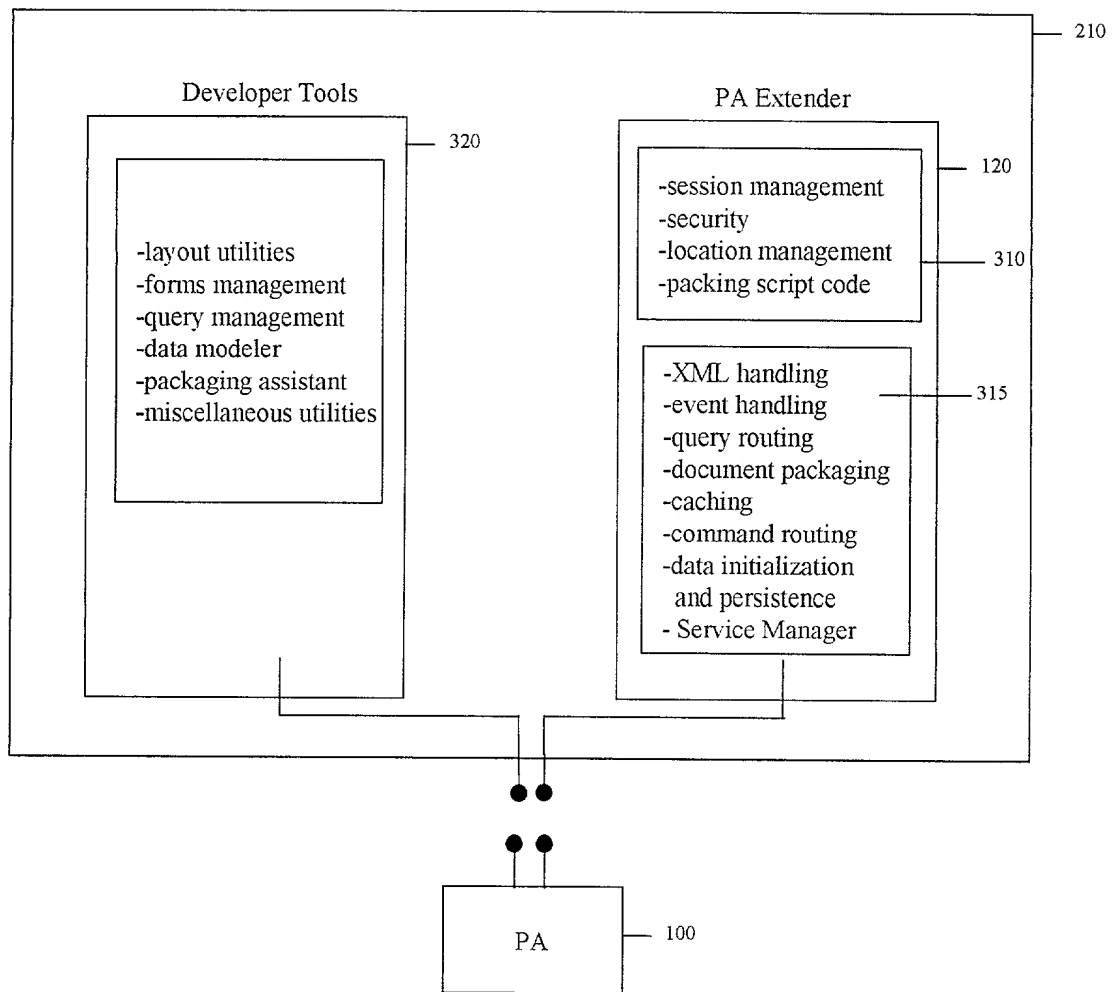 210
Developer Tools
320
-layout utilities
-forms management
-query management
-data modeler
-packaging assistant
-miscellaneous utilities
PA Extender
120
-session management
-security
-location management
-packing script code
310
-XML handling
-event handling
-query routing
-document packaging
-caching
-command routing
-data initialization
and persistence
- Service Manager
315
PA
100